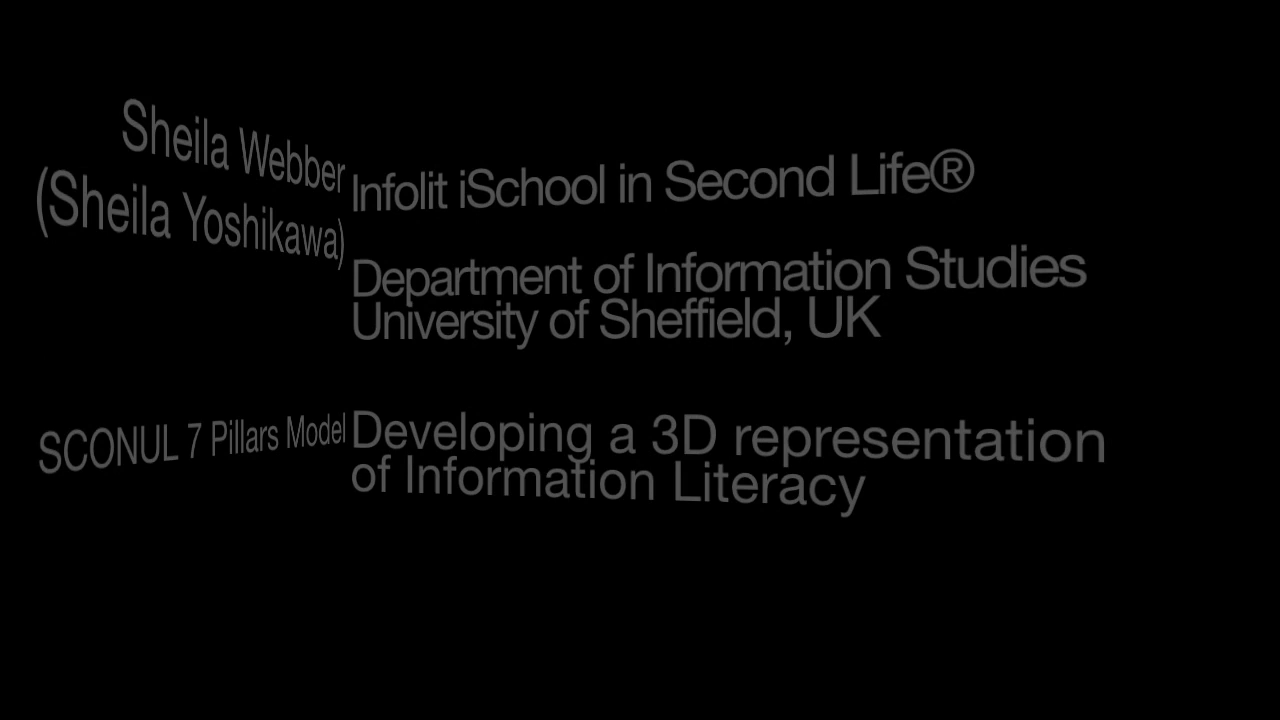 Sheila Webber
(Sheila Yoshikawa)
Infolit iSchool in Second Life®
Department of Information Studies
University of Sheffield, UK
SCONUL 7 Pillars Model
Developing a 3D representation
of Information Literacy